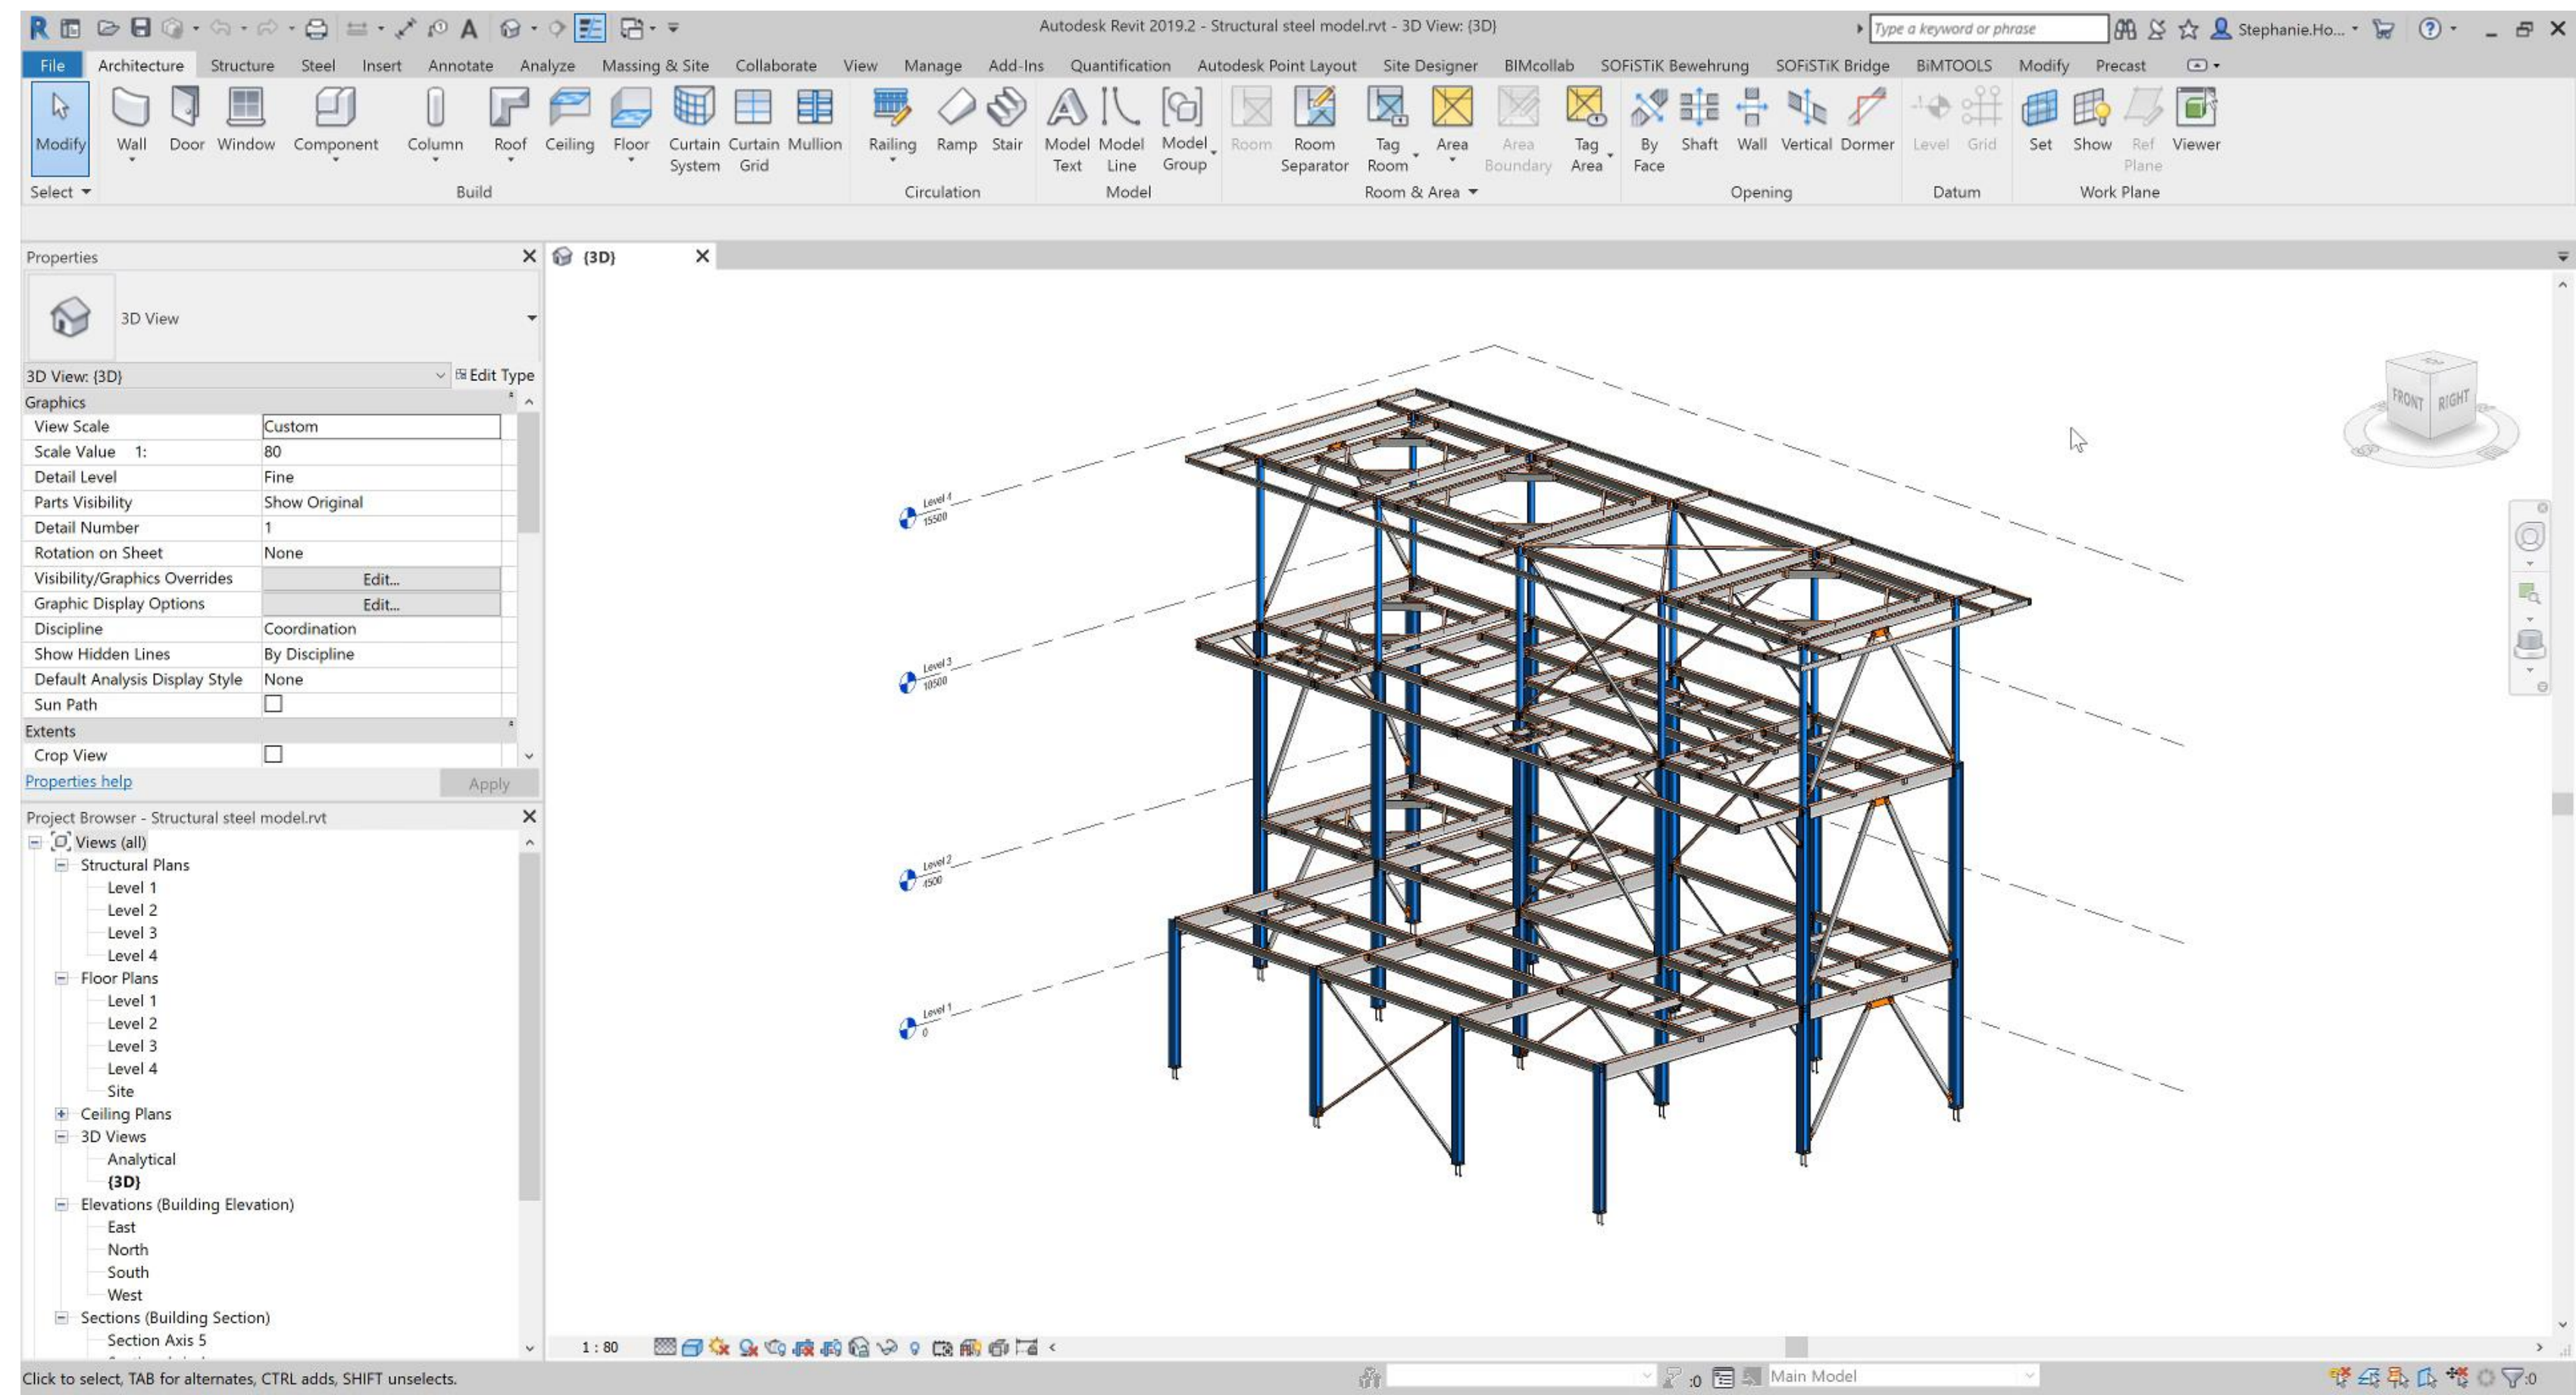 Autodesk Revit 2019.2 - Structural steel model.rvt - 3D View: {3D}
Type a keyword or phrase
Stephanie.Ho...
File Architecture Structure Steel Insert Annotate Analyze Massing & Site Collaborate View Manage Add-Ins Quantification Autodesk Point Layout Site Designer BIMcollab SOFiSTiK Bewehrung SOFiSTiK Bridge BiMTOOLS Modify Precast
Modify Wall Door Window Component Column Roof Ceiling Floor Curtain System Curtain Grid Mullion Railing Ramp Stair Model Text Model Line Model Group Room Room Separator Tag Room Area Area Boundary Tag Area By Face Shaft Wall Vertical Dormer Level Grid Set Show Ref Plane Viewer
Select Build Circulation Model Room & Area Opening Datum Work Plane
Properties
3D View
3D View: {3D} Edit Type
Graphics
View Scale Custom
Scale Value 1: 80
Detail Level Fine
Parts Visibility Show Original
Detail Number 1
Rotation on Sheet None
Visibility/Graphics Overrides Edit...
Graphic Display Options Edit...
Discipline Coordination
Show Hidden Lines By Discipline
Default Analysis Display Style None
Sun Path
Extents
Crop View
Properties help Apply
Project Browser - Structural steel model.rvt
Views (all)
Structural Plans
Level 1
Level 2
Level 3
Level 4
Floor Plans
Level 1
Level 2
Level 3
Level 4
Site
Ceiling Plans
3D Views
Analytical
{3D}
Elevations (Building Elevation)
East
North
South
West
Sections (Building Section)
Section Axis 5
{3D}
Level 4
15500
Level 3
10500
Level 2
4500
Level 1
0
TOP
FRONT
RIGHT
1 : 80
Click to select, TAB for alternates, CTRL adds, SHIFT unselects.
:0
Main Model
:0